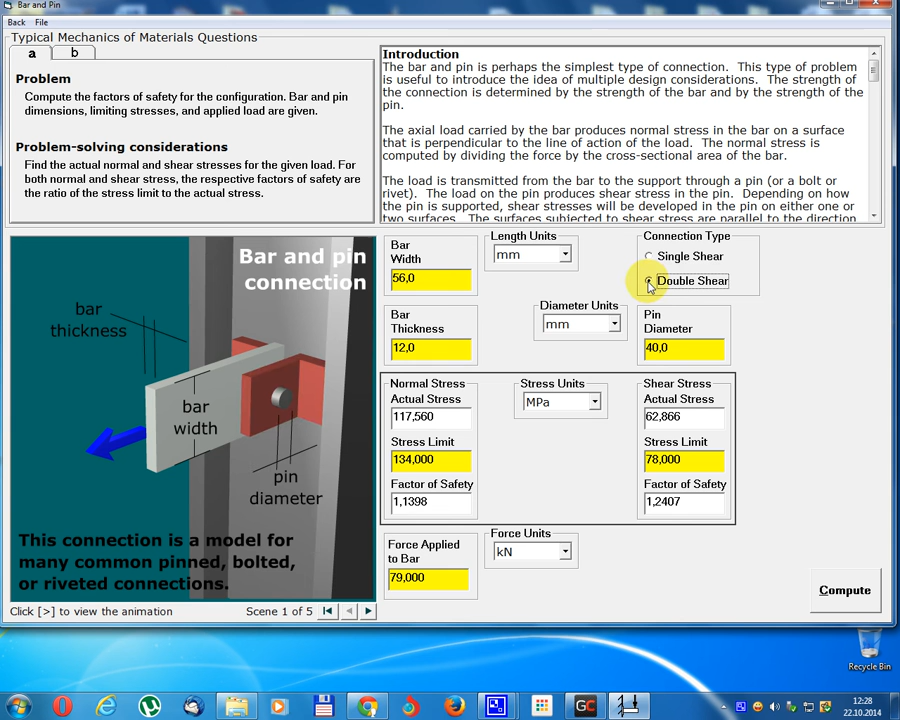 Bar and Pin
Back File
Typical Mechanics of Materials Questions
a b
Problem
Compute the factors of safety for the configuration. Bar and pin
dimensions, limiting stresses, and applied load are given.
Problem-solving considerations
Find the actual normal and shear stresses for the given load. For
both normal and shear stress, the respective factors of safety are
the ratio of the stress limit to the actual stress.
Introduction
The bar and pin is perhaps the simplest type of connection. This type of problem
is useful to introduce the idea of multiple design considerations. The strength of
the connection is determined by the strength of the bar and by the strength of the
pin.
The axial load carried by the bar produces normal stress in the bar on a surface
that is perpendicular to the line of action of the load. The normal stress is
computed by dividing the force by the cross-sectional area of the bar.
The load is transmitted from the bar to the support through a pin (or a bolt or
rivet). The load on the pin produces shear stress in the pin. Depending on how
the pin is supported, shear stresses will be developed in the pin on either one or
two surfaces. The surfaces subjected to shear stress are parallel to the direction
Bar and pin
connection
bar
thickness
bar
width
pin
diameter
This connection is a model for
many common pinned, bolted,
or riveted connections.
Click [>] to view the animation
Scene 1 of 5
Bar
Width
56,0
Length Units
mm
Connection Type
Single Shear
Double Shear
Bar
Thickness
12,0
Diameter Units
mm
Pin
Diameter
40,0
Normal Stress
Actual Stress
117,560
Stress Limit
134,000
Factor of Safety
1,1398
Stress Units
MPa
Shear Stress
Actual Stress
62,866
Stress Limit
78,000
Factor of Safety
1,2407
Force Applied
to Bar
79,000
Force Units
kN
Compute
Recycle Bin
GC
12:28
22.10.2014